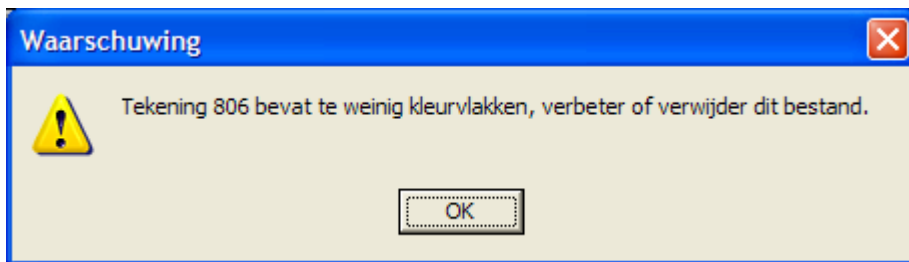 Waarschuwing
Tekening 806 bevat te weinig kleurvlakken, verbeter of verwijder dit bestand.
OK